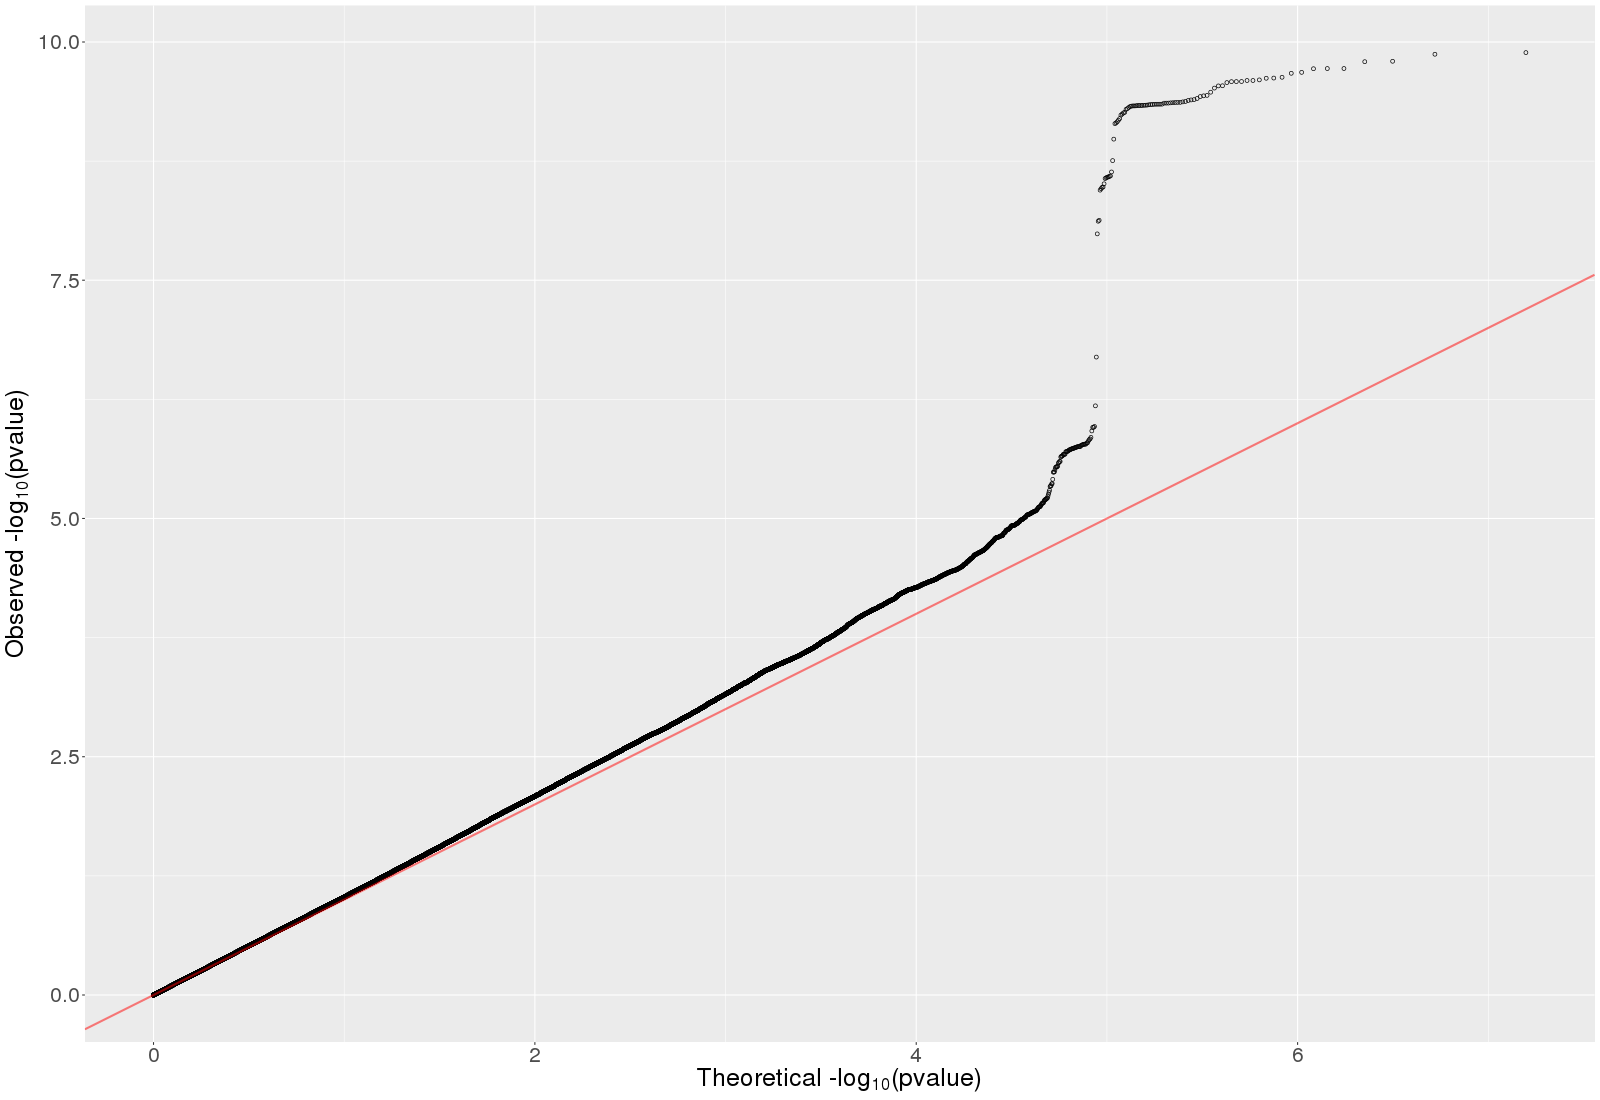 10.0
7.5
5.0
2.5
0.0
Observed -log₁₀(pvalue)
0 2 4 6
Theoretical -log₁₀(pvalue)